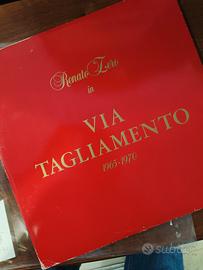 Renato Zero
in
VIA
TAGLIAMENTO
1965-1970
subito